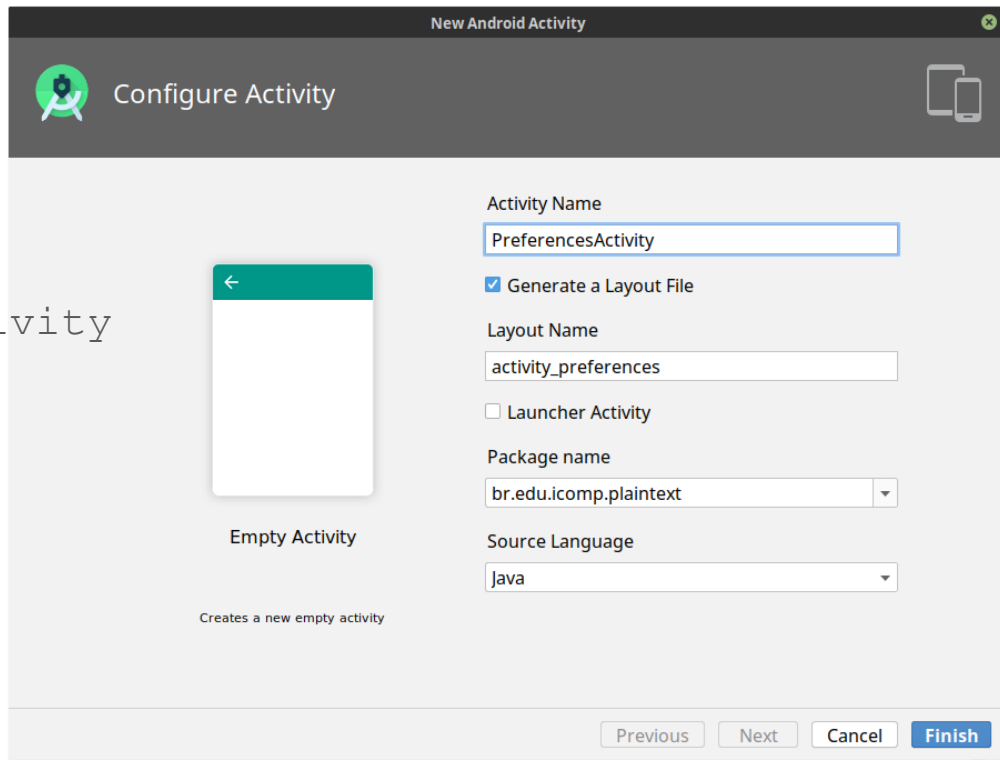 New Android Activity
Configure Activity
Activity Name
PreferencesActivity
Generate a Layout File
Layout Name
activity_preferences
Launcher Activity
Package name
br.edu.icomp.plaintext
Source Language
Java
vity
Empty Activity
Creates a new empty activity
Previous
Next
Cancel
Finish